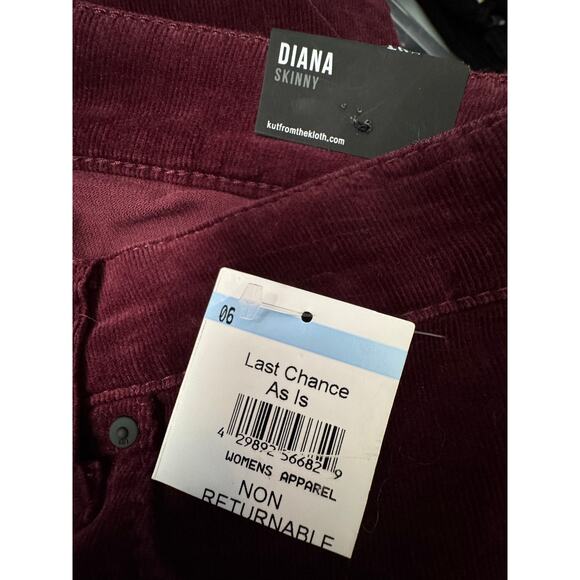 DIANA
SKINNY
kutfromthekloth.com
06
Last Chance
As Is
4 29892 56682 9
WOMENS APPAREL
NON
RETURNABLE